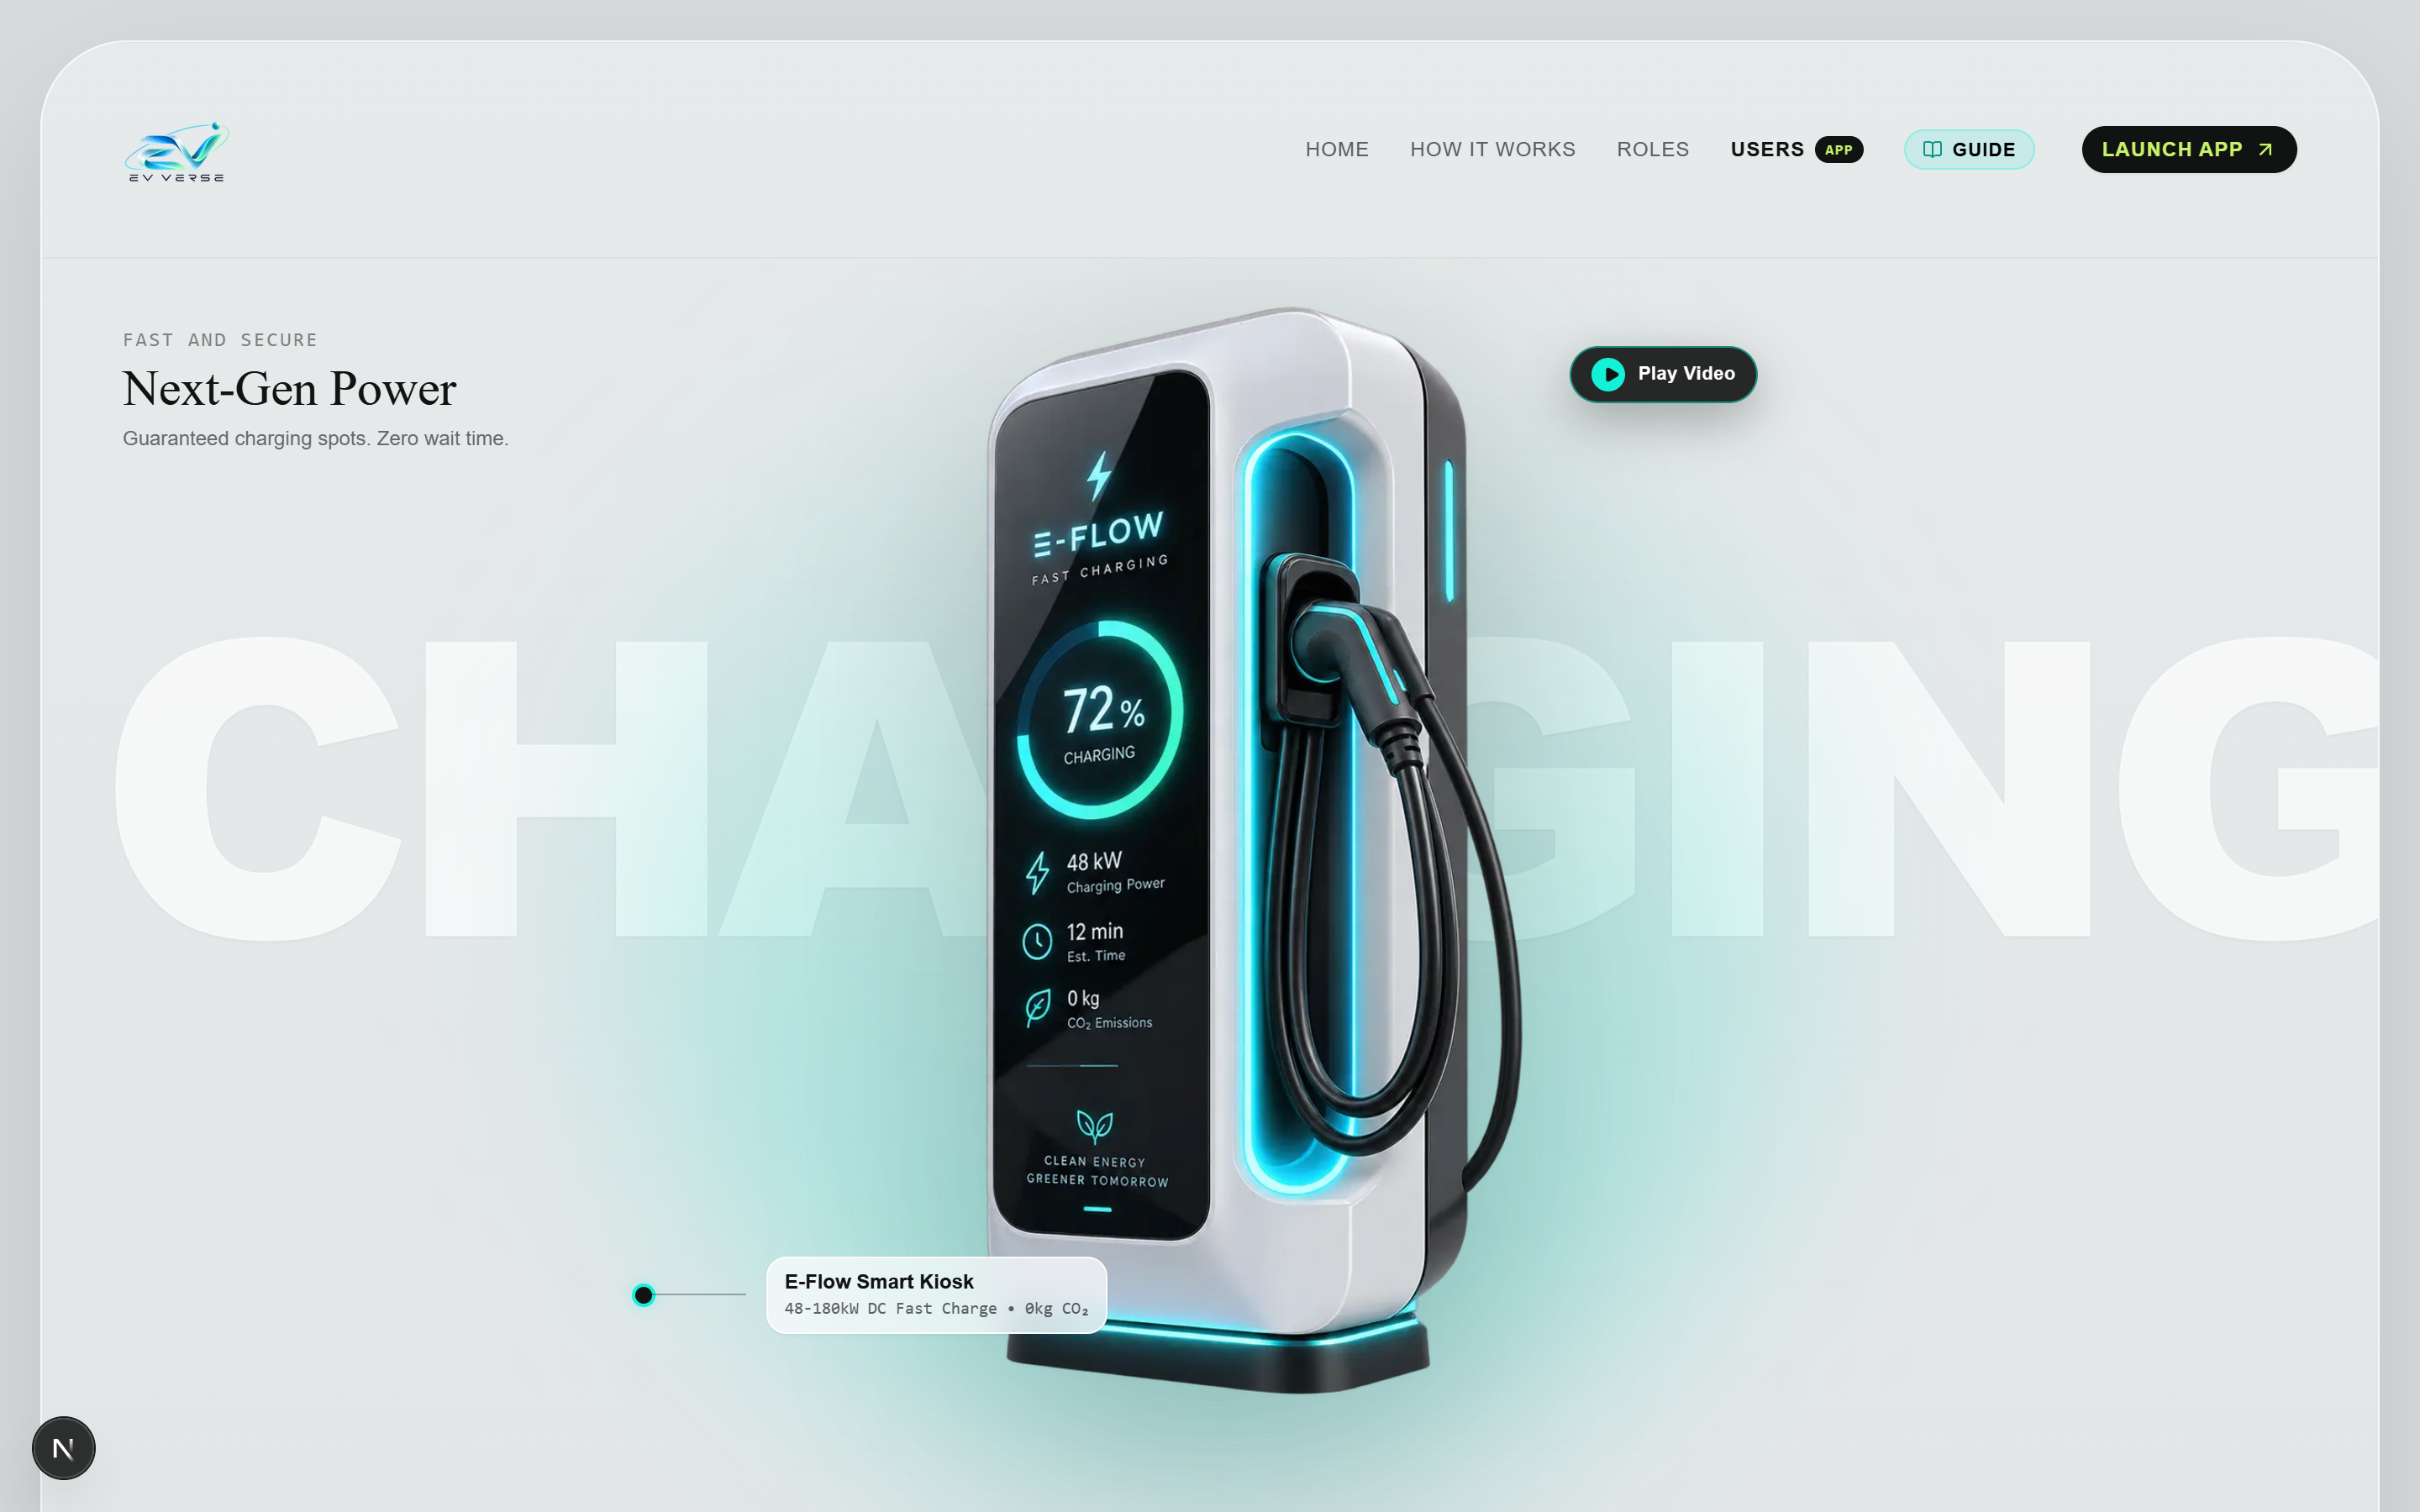 EV VERSE
HOME HOW IT WORKS ROLES USERS APP GUIDE LAUNCH APP
FAST AND SECURE
Next-Gen Power
Guaranteed charging spots. Zero wait time.
Play Video
CHA GING
E-FLOW
FAST CHARGING
72%
CHARGING
48 kW
Charging Power
12 min
Est. Time
0 kg
CO₂ Emissions
CLEAN ENERGY
GREENER TOMORROW
E-Flow Smart Kiosk
48-180kW DC Fast Charge • 0kg CO₂
N